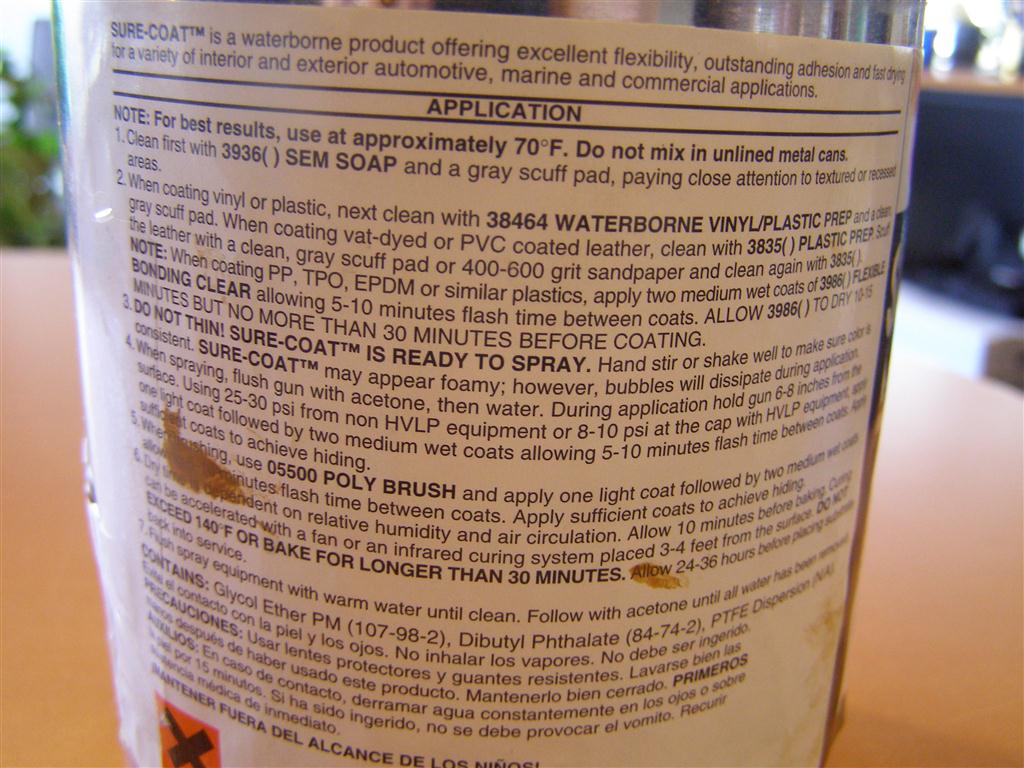 SURE-COAT™ is a waterborne product offering excellent flexibility, outstanding adhesion and fast drying
for a variety of interior and exterior automotive, marine and commercial applications.
APPLICATION
NOTE: For best results, use at approximately 70°F. Do not mix in unlined metal cans.
1. Clean first with 3936( ) SEM SOAP and a gray scuff pad, paying close attention to textured or recessed
areas.
2. When coating vinyl or plastic, next clean with 38464 WATERBORNE VINYL/PLASTIC PREP and a clean
gray scuff pad. When coating vat-dyed or PVC coated leather, clean with 3835( ) PLASTIC PREP. Scuff
the leather with a clean, gray scuff pad or 400-600 grit sandpaper and clean again with 3835( ).
NOTE: When coating PP, TPO, EPDM or similar plastics, apply two medium wet coats of 3986( ) FLEXIBLE
BONDING CLEAR allowing 5-10 minutes flash time between coats. ALLOW 3986( ) TO DRY 10-15
MINUTES BUT NO MORE THAN 30 MINUTES BEFORE COATING.
3. DO NOT THIN! SURE-COAT™ IS READY TO SPRAY. Hand stir or shake well to make sure color is
consistent. SURE-COAT™ may appear foamy; however, bubbles will dissipate during application.
4. When spraying, flush gun with acetone, then water. During application hold gun 6-8 inches from the
surface. Using 25-30 psi from non HVLP equipment or 8-10 psi at the cap with HVLP equipment, apply
one light coat followed by two medium wet coats allowing 5-10 minutes flash time between coats. Apply
sufficient coats to achieve hiding.
5. When brushing, use 05500 POLY BRUSH and apply one light coat followed by two medium wet coats
minutes flash time between coats. Apply sufficient coats to achieve hiding.
6. Dry time is dependent on relative humidity and air circulation. Allow 10 minutes before baking. Curing
can be accelerated with a fan or an infrared curing system placed 3-4 feet from the surface. DO NOT
EXCEED 140°F OR BAKE FOR LONGER THAN 30 MINUTES. Allow 24-36 hours before placing substrate
back into service.
7. Flush spray equipment with warm water until clean. Follow with acetone until all water has been removed.
CONTAINS: Glycol Ether PM (107-98-2), Dibutyl Phthalate (84-74-2), PTFE Dispersion (N/A).
Evite el contacto con la piel y los ojos. No inhalar los vapores. No debe ser ingerido.
PRECAUCIONES: Usar lentes protectores y guantes resistentes. Lavarse bien las
manos después de haber usado este producto. Mantenerlo bien cerrado. PRIMEROS
AUXILIOS: En caso de contacto, derramar agua constantemente en los ojos o sobre
piel por 15 minutos. Si ha sido ingerido, no se debe provocar el vomito. Recurir
asistencia médica de inmediato.
¡MANTENER FUERA DEL ALCANCE DE LOS NIÑOS!